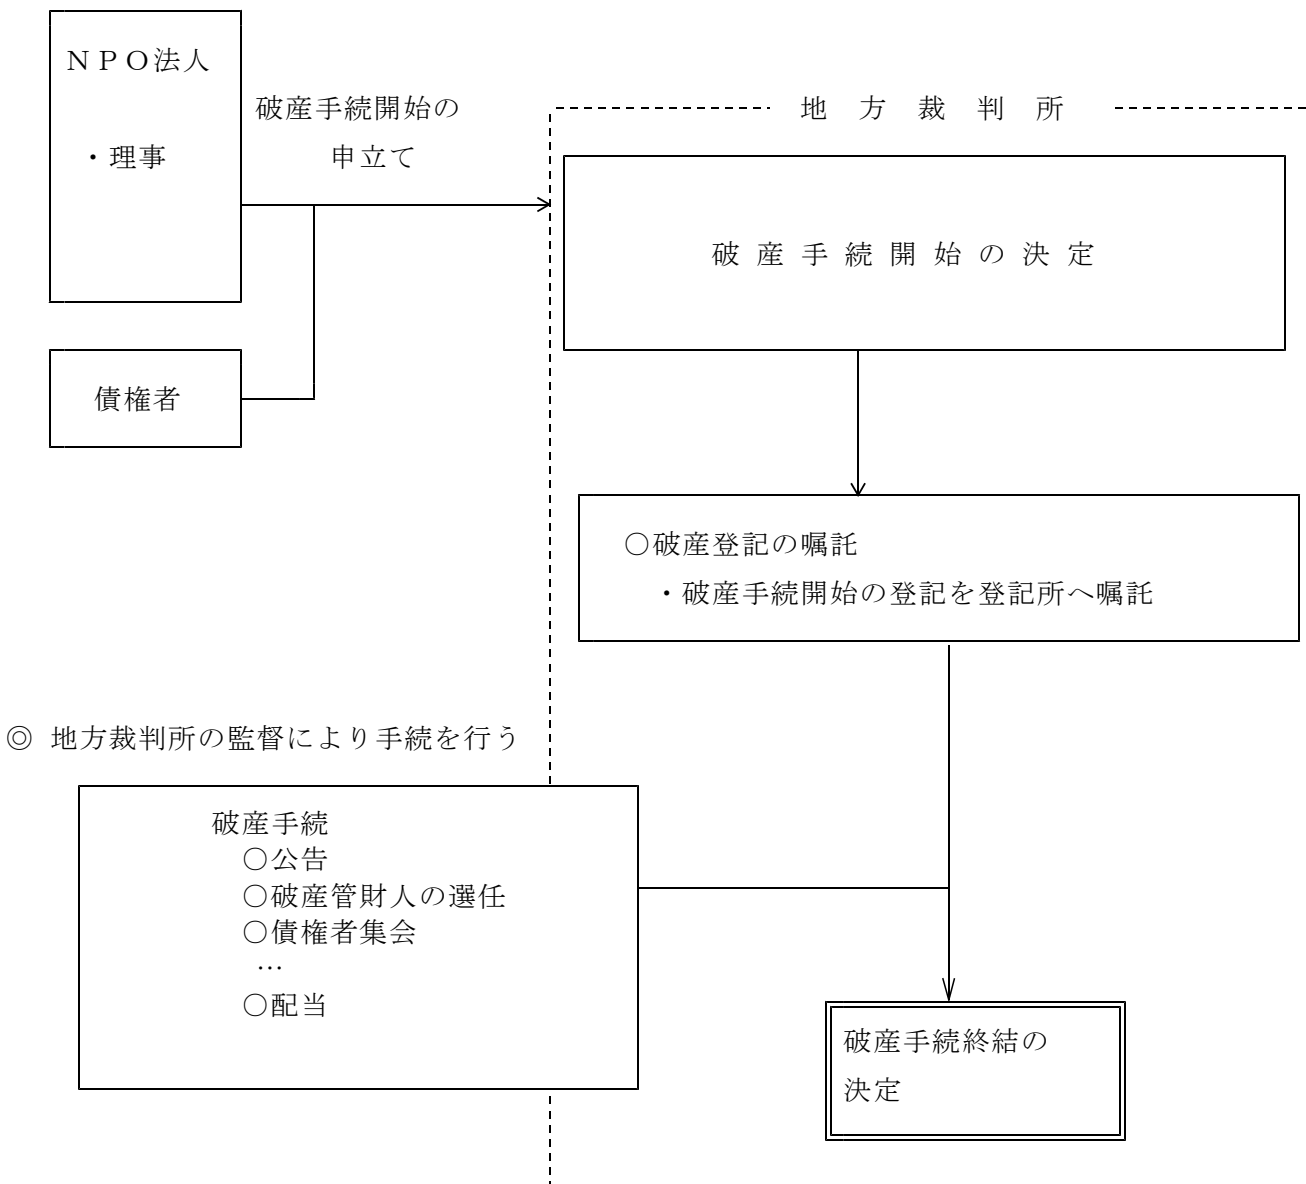 ＮＰＯ法人
・理事
破産手続開始の
申立て
地方裁判所
破産手続開始の決定
債権者
○破産登記の嘱託
・破産手続開始の登記を登記所へ嘱託
◎ 地方裁判所の監督により手続を行う
破産手続
○公告
○破産管財人の選任
○債権者集会
…
○配当
破産手続終結の
決定